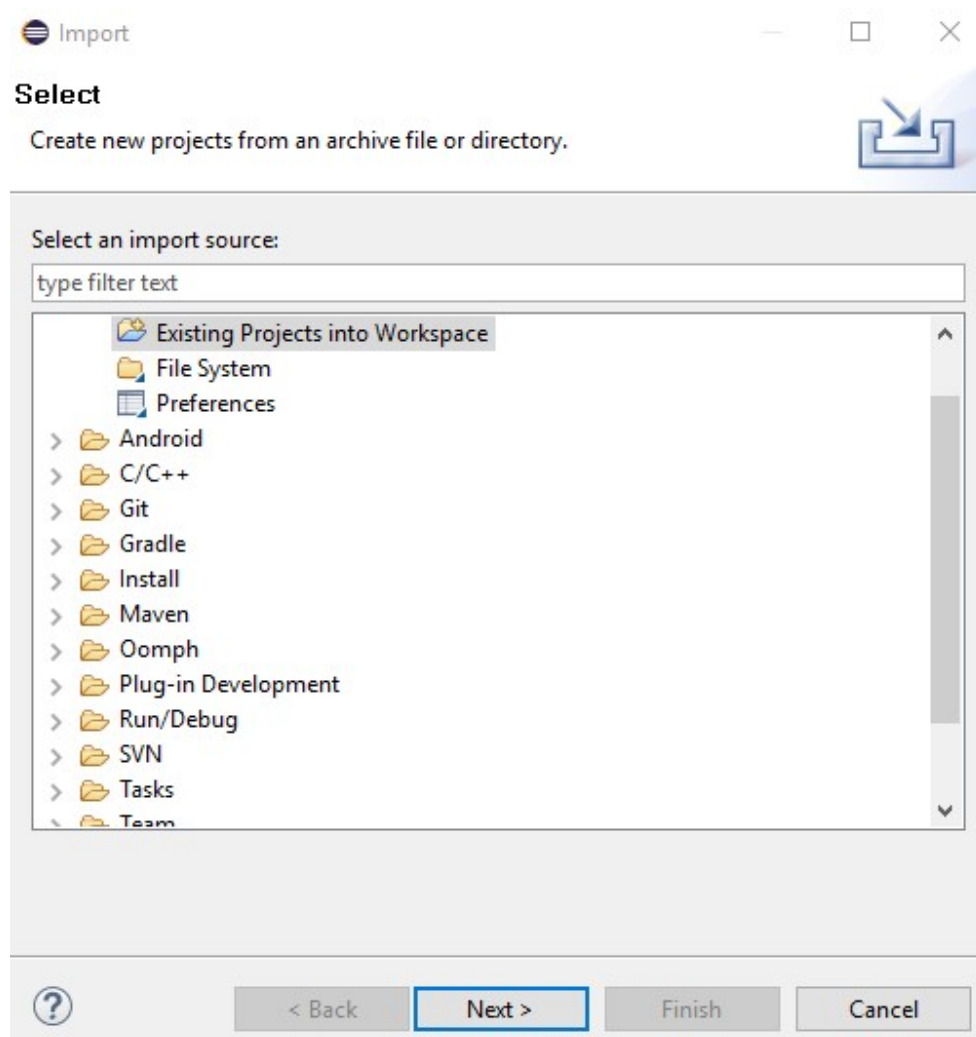 Import
Select
Create new projects from an archive file or directory.
Select an import source:
type filter text
Existing Projects into Workspace
File System
Preferences
Android
C/C++
Git
Gradle
Install
Maven
Oomph
Plug-in Development
Run/Debug
SVN
Tasks
Team
?
< Back
Next >
Finish
Cancel